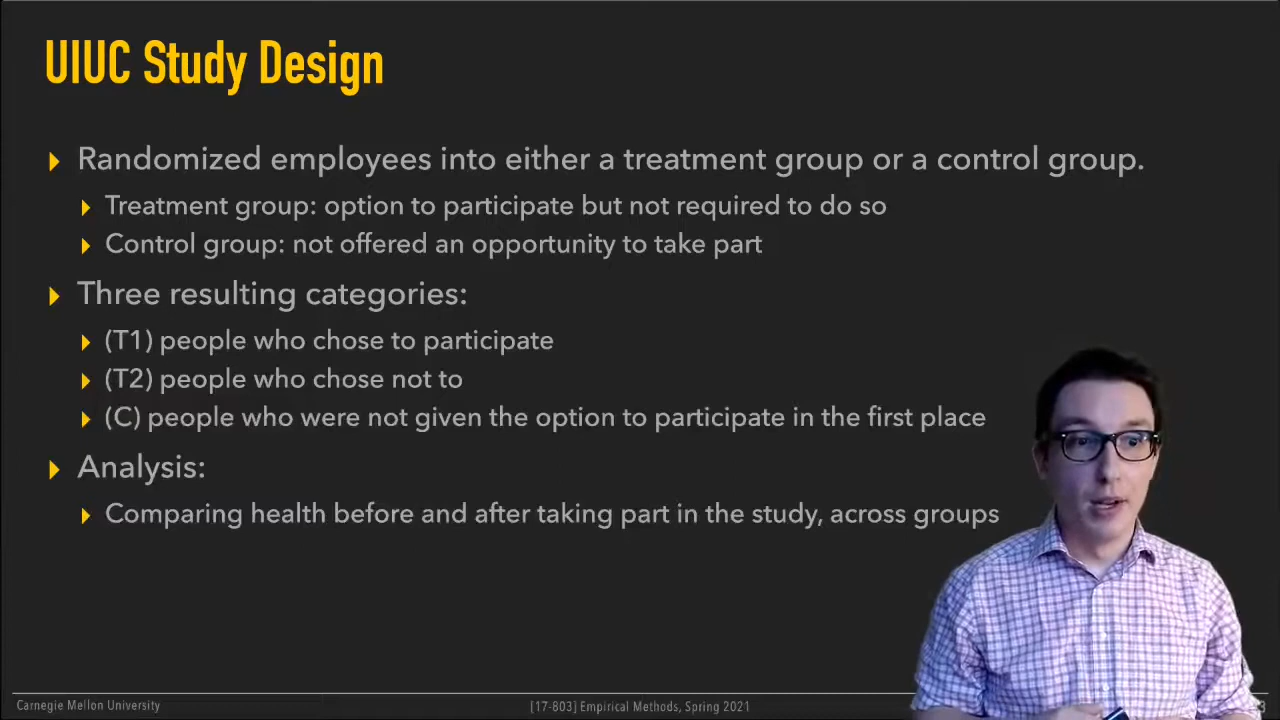 UIUC Study Design
Randomized employees into either a treatment group or a control group.
Treatment group: option to participate but not required to do so
Control group: not offered an opportunity to take part
Three resulting categories:
(T1) people who chose to participate
(T2) people who chose not to
(C) people who were not given the option to participate in the first place
Analysis:
Comparing health before and after taking part in the study, across groups
Carnegie Mellon University
[17-803] Empirical Methods, Spring 2021